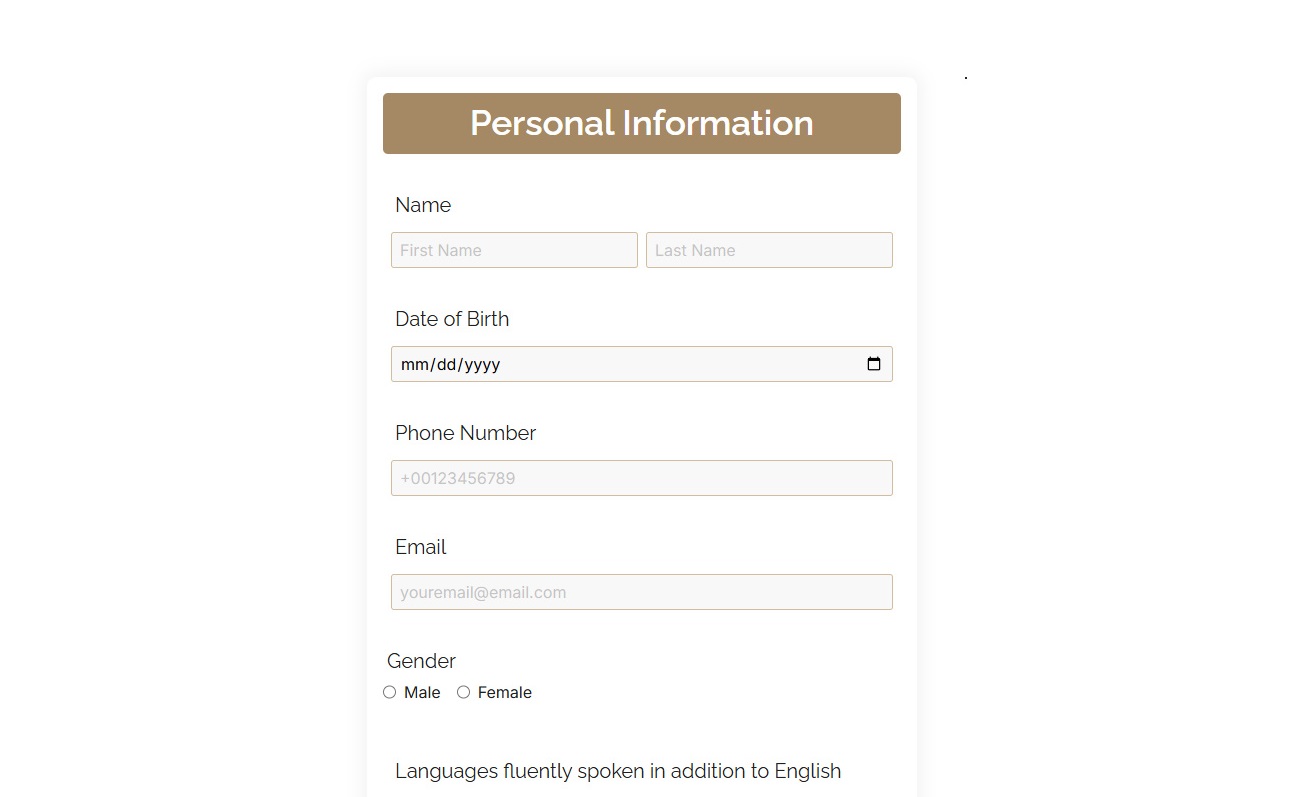 Personal Information
Name
First Name Last Name
Date of Birth
mm/dd/yyyy
Phone Number
+00123456789
Email
youremail@email.com
Gender
Male Female
Languages fluently spoken in addition to English